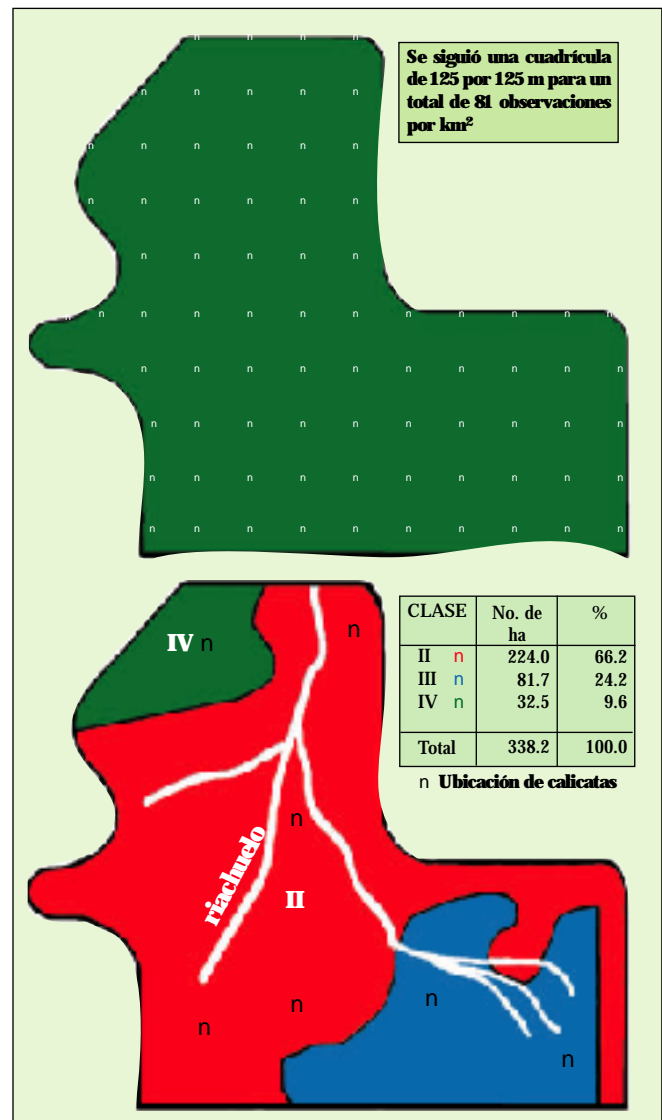 Se siguió una cuadrícula
de 125 por 125 m para un
total de 81 observaciones
por km²
n n n n
n n n n n
n n n n n n
n n n n n n
n n n n n
n n n n n n n n n n n n
n n n n n n n n n n
n n n n n n n n n n
n n n n n n n n n n
n n n n n n n n n n
CLASE No. de ha %
II n 224.0 66.2
III n 81.7 24.2
IV n 32.5 9.6
Total 338.2 100.0
n Ubicación de calicatas
IV n
n
n
riachuelo
II
n
n
n
n